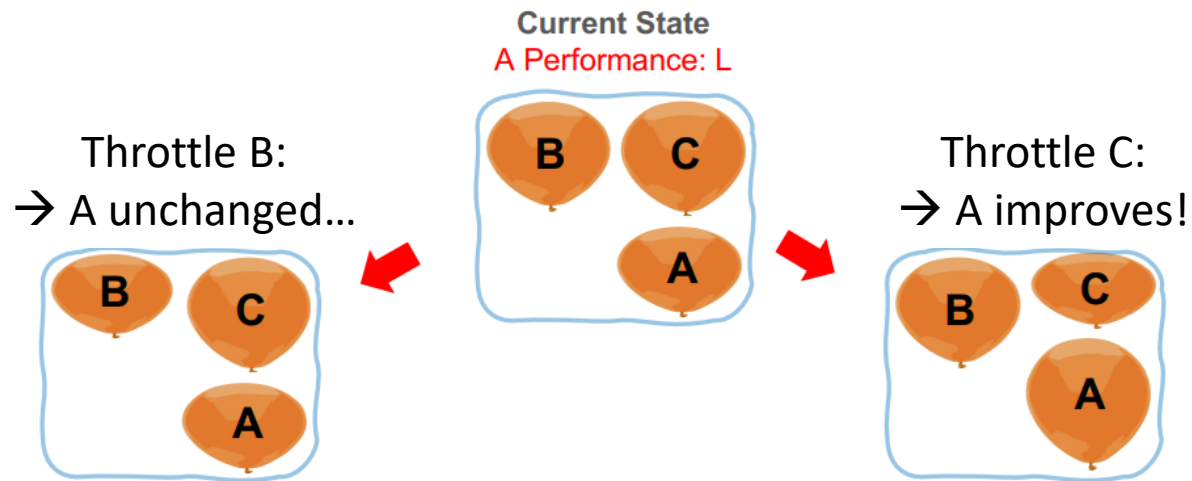 Current State
A Performance: L
B
C
A
Throttle B:
→ A unchanged…
B
C
A
Throttle C:
→ A improves!
B
C
A